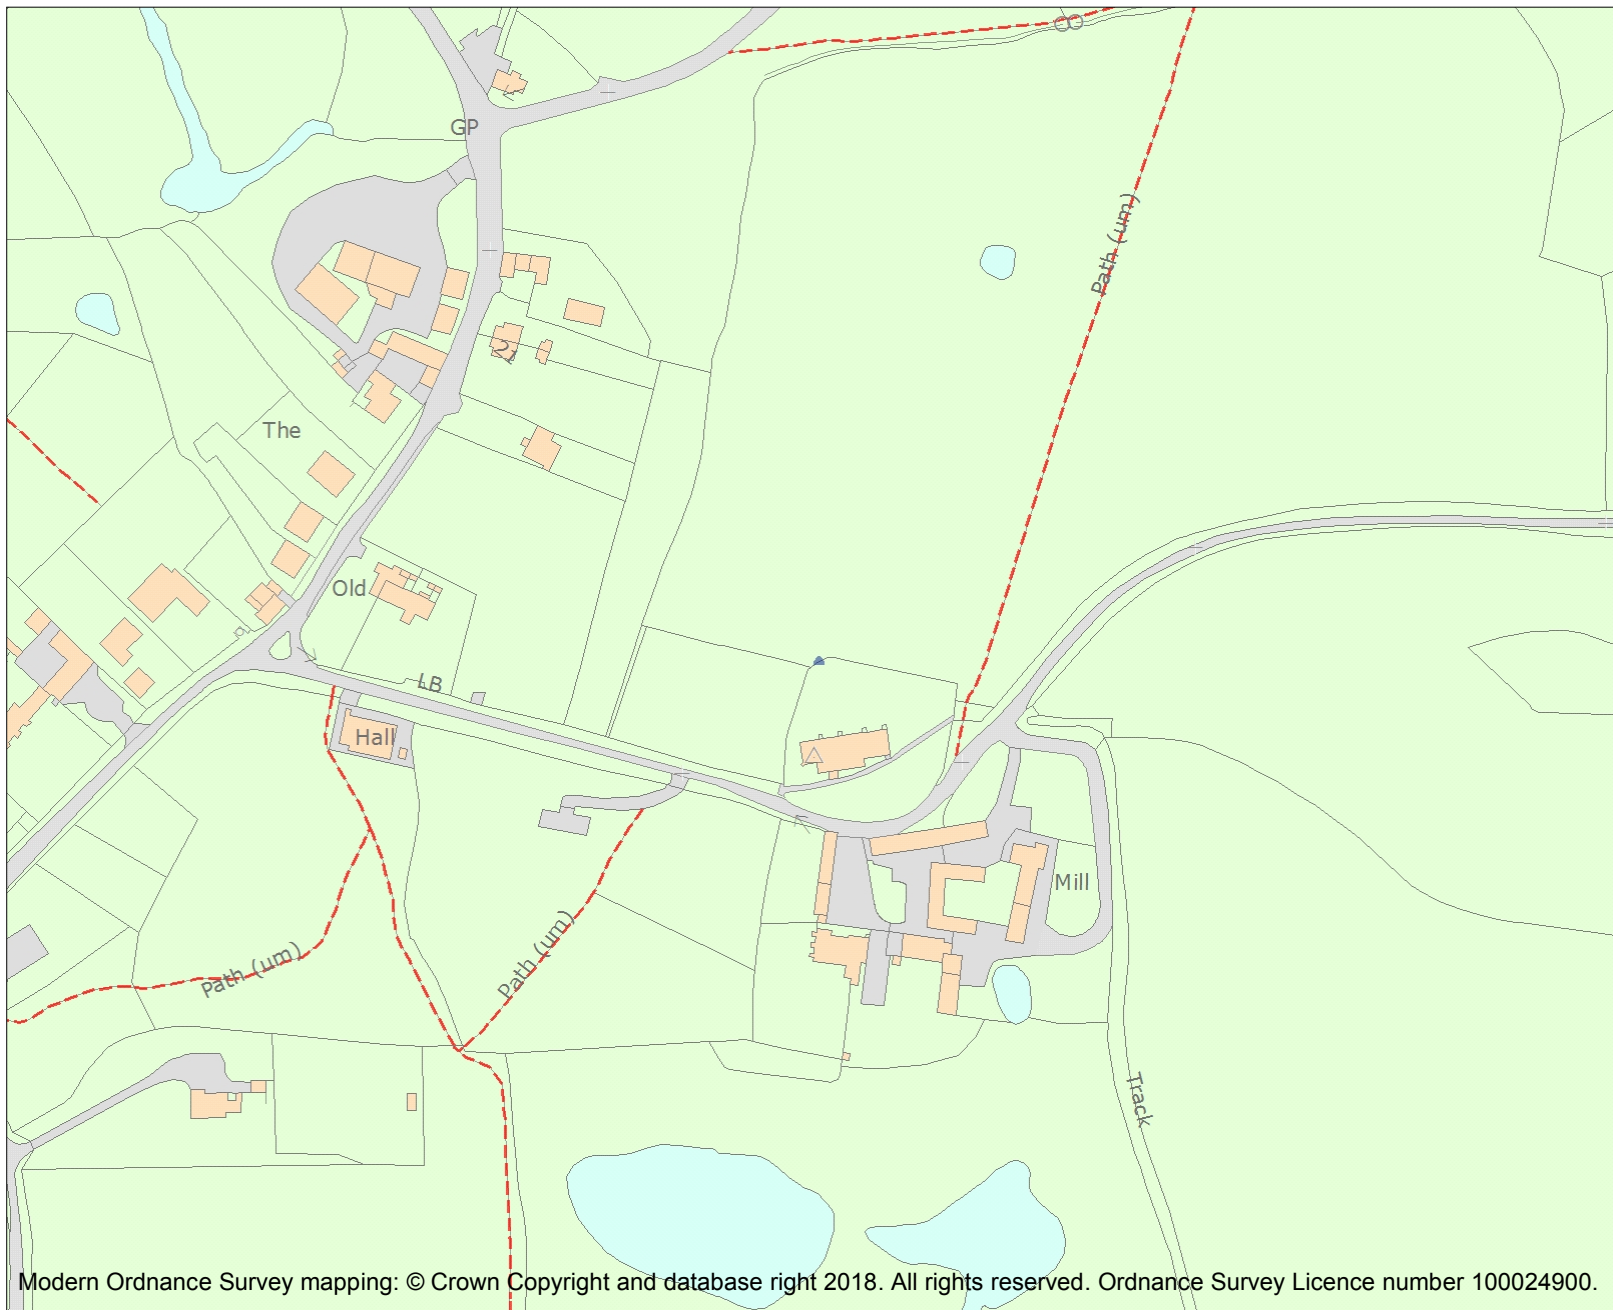 GP
Path (um)
21
The
Old
LB
Hall
Mill
Path (um)
Path (um)
Track
Modern Ordnance Survey mapping: © Crown Copyright and database right 2018. All rights reserved. Ordnance Survey Licence number 100024900.